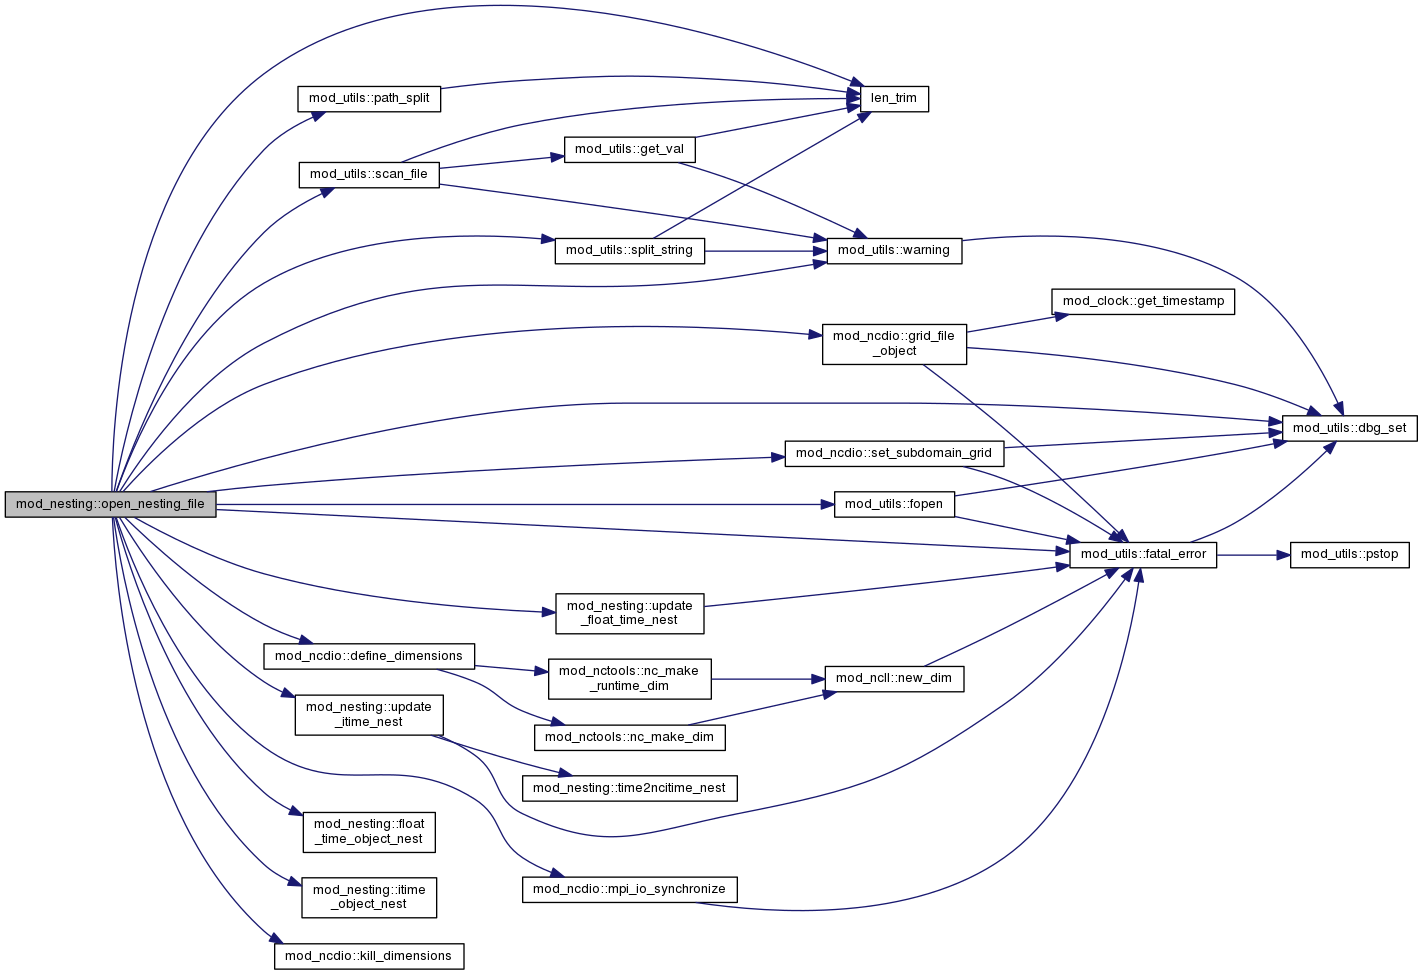 mod_utils::path_split
len_trim
mod_utils::get_val
mod_utils::scan_file
mod_utils::split_string
mod_utils::warning
mod_clock::get_timestamp
mod_ncdio::grid_file
_object
mod_utils::dbg_set
mod_ncdio::set_subdomain_grid
mod_nesting::open_nesting_file
mod_utils::fopen
mod_utils::fatal_error
mod_utils::pstop
mod_nesting::update
_float_time_nest
mod_ncdio::define_dimensions
mod_nctools::nc_make
_runtime_dim
mod_ncll::new_dim
mod_nesting::update
_itime_nest
mod_nctools::nc_make_dim
mod_nesting::time2ncitime_nest
mod_nesting::float
_time_object_nest
mod_ncdio::mpi_io_synchronize
mod_nesting::itime
_object_nest
mod_ncdio::kill_dimensions